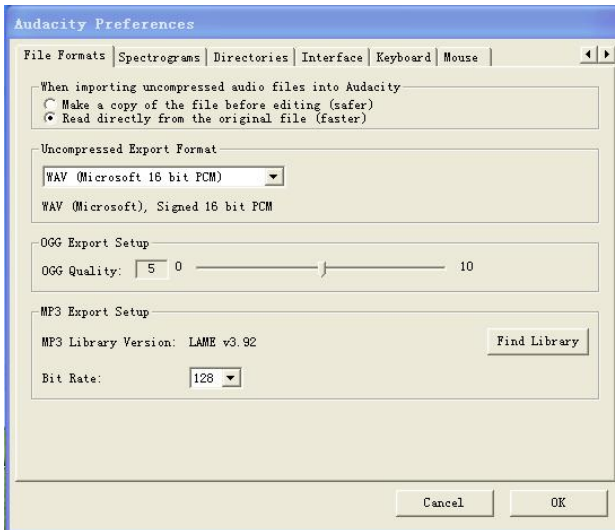 Audacity Preferences
File Formats Spectrograms Directories Interface Keyboard Mouse
When importing uncompressed audio files into Audacity
Make a copy of the file before editing (safer)
Read directly from the original file (faster)
Uncompressed Export Format
WAV (Microsoft 16 bit PCM)
WAV (Microsoft), Signed 16 bit PCM
OGG Export Setup
OGG Quality: 5 0 10
MP3 Export Setup
MP3 Library Version: LAME v3.92 Find Library
Bit Rate: 128
Cancel OK